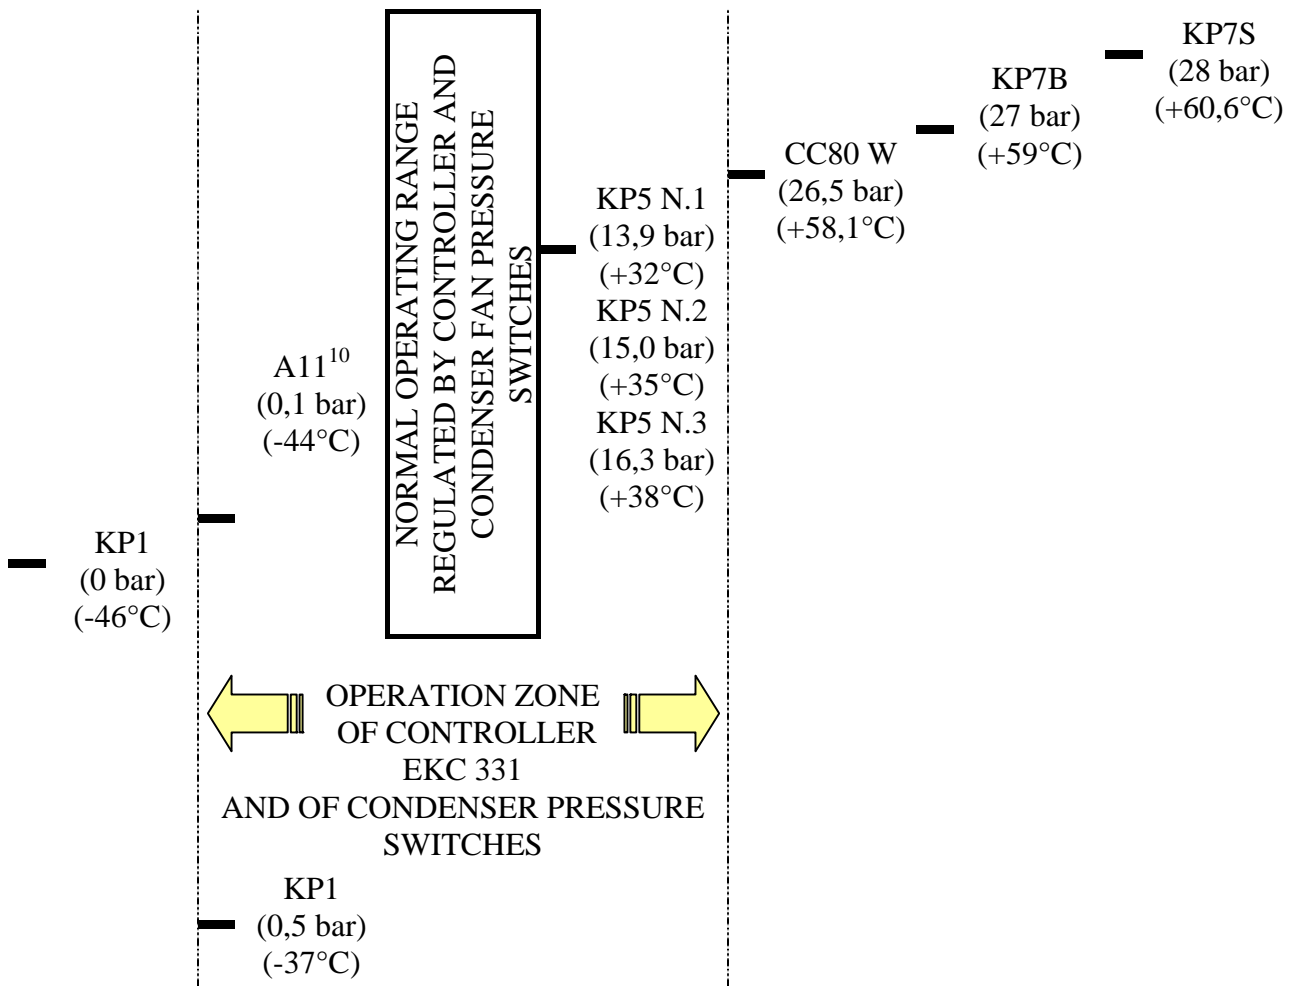 KP7S
(28 bar)
(+60,6°C)
KP7B
(27 bar)
(+59°C)
CC80 W
(26,5 bar)
(+58,1°C)
KP5 N.1
(13,9 bar)
(+32°C)
KP5 N.2
(15,0 bar)
(+35°C)
KP5 N.3
(16,3 bar)
(+38°C)
NORMAL OPERATING RANGE
REGULATED BY CONTROLLER AND
CONDENSER FAN PRESSURE
SWITCHES
A11¹⁰
(0,1 bar)
(-44°C)
KP1
(0 bar)
(-46°C)
OPERATION ZONE
OF CONTROLLER
EKC 331
AND OF CONDENSER PRESSURE
SWITCHES
KP1
(0,5 bar)
(-37°C)